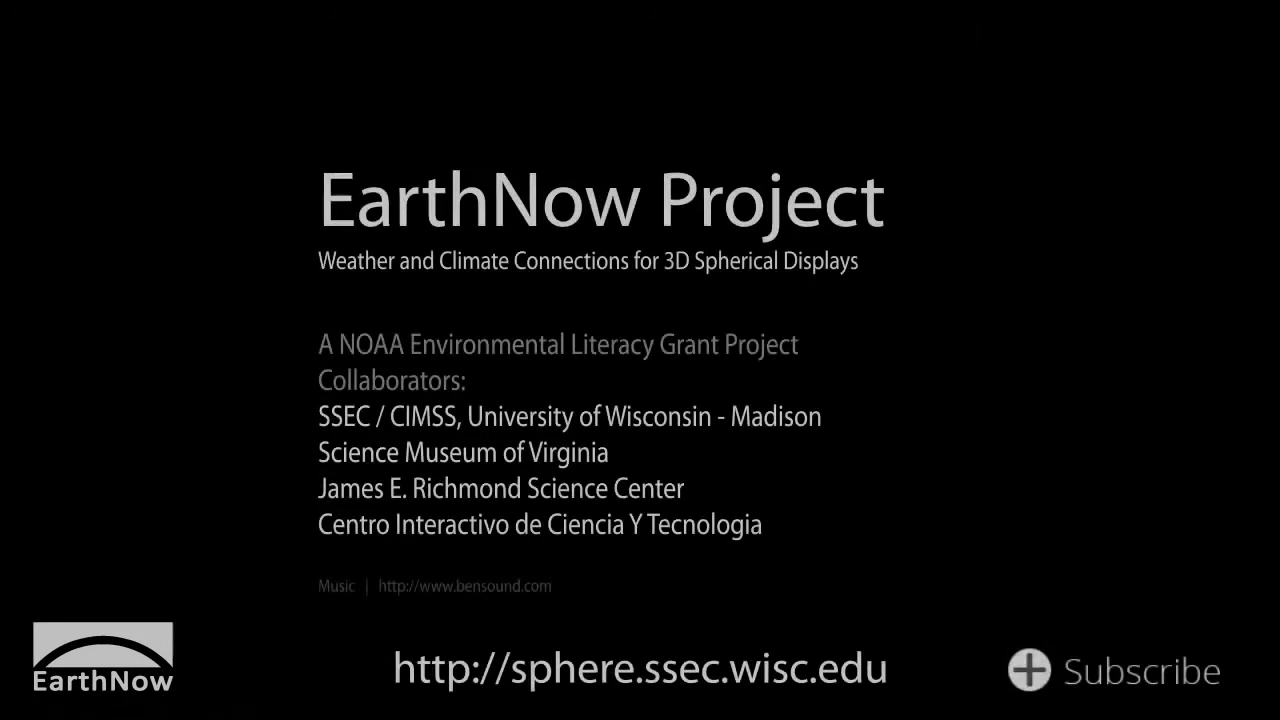 EarthNow Project
Weather and Climate Connections for 3D Spherical Displays
A NOAA Environmental Literacy Grant Project
Collaborators:
SSEC / CIMSS, University of Wisconsin - Madison
Science Museum of Virginia
James E. Richmond Science Center
Centro Interactivo de Ciencia Y Tecnologia
Music | http://www.bensound.com
EarthNow
http://sphere.ssec.wisc.edu
Subscribe